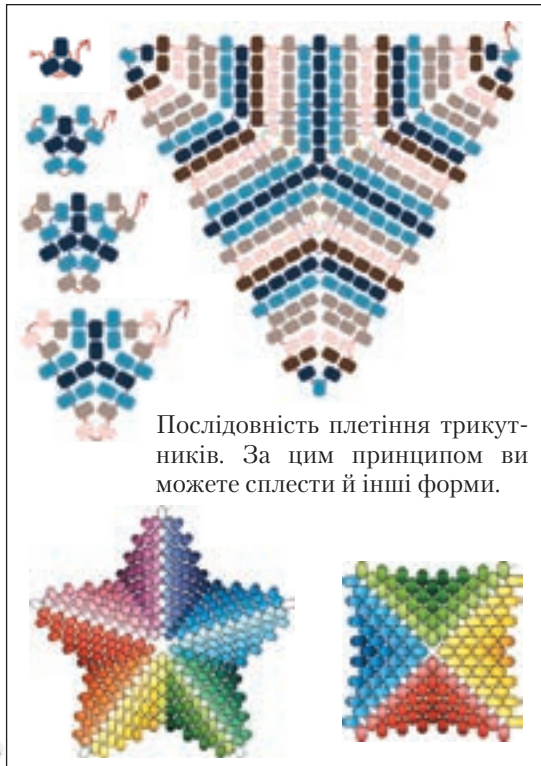 Послідовність плетіння трикут-
ників. За цим принципом ви
можете сплести й інші форми.